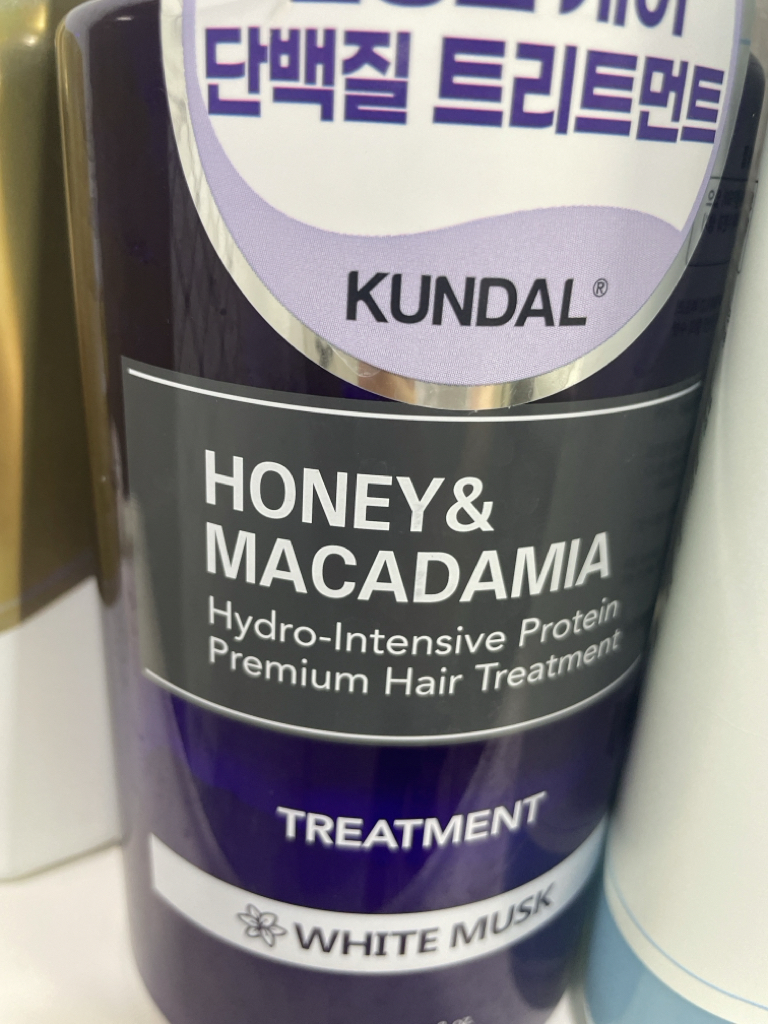 단백질 트리트먼트
KUNDAL®
HONEY&
MACADAMIA
Hydro-Intensive Protein
Premium Hair Treatment
TREATMENT
WHITE MUSK